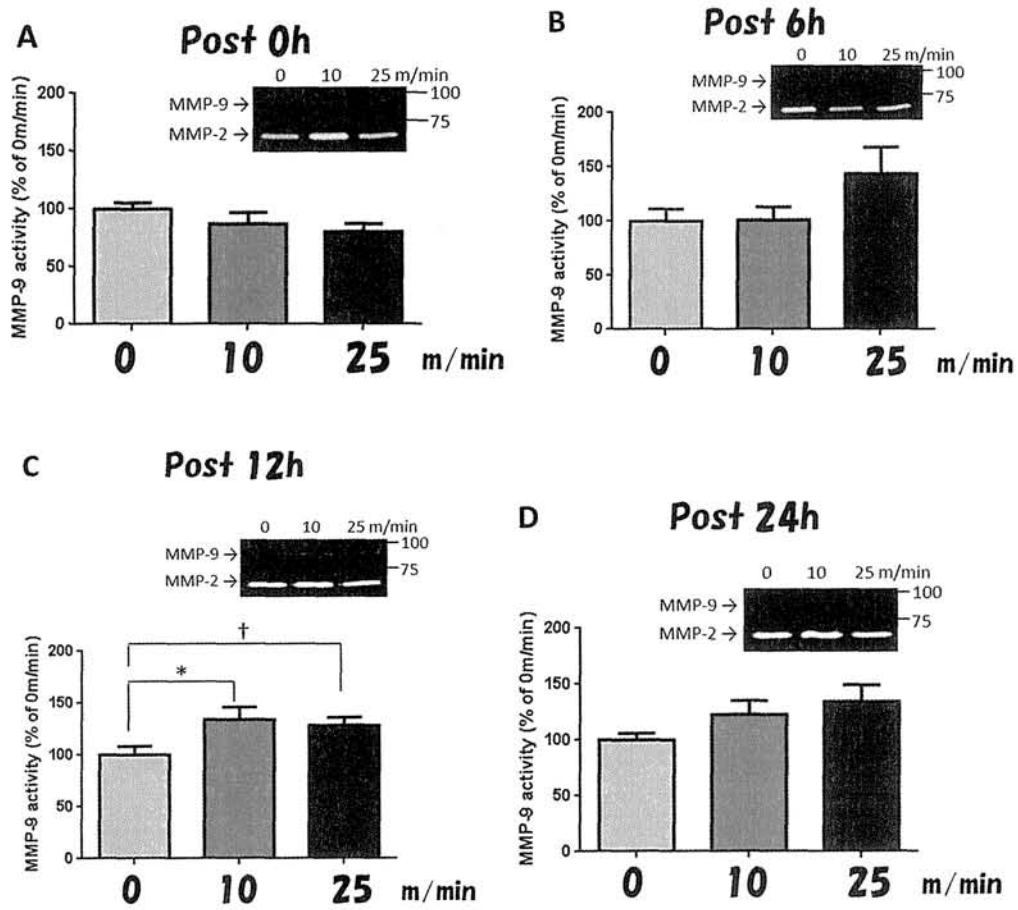 A
Post 0h
0 10 25 m/min
MMP-9 →
MMP-2 →
100
75
MMP-9 activity (% of 0m/min)
200
150
100
50
0
0 10 25 m/min
B
Post 6h
0 10 25 m/min
MMP-9 →
MMP-2 →
100
75
MMP-9 activity (% of 0m/min)
200
150
100
50
0
0 10 25 m/min
C
Post 12h
0 10 25 m/min
MMP-9 →
MMP-2 →
100
75
MMP-9 activity (% of 0m/min)
200
150
100
50
0
†
*
0 10 25 m/min
D
Post 24h
0 10 25 m/min
MMP-9 →
MMP-2 →
100
75
MMP-9 activity (% of 0m/min)
200
150
100
50
0
0 10 25 m/min